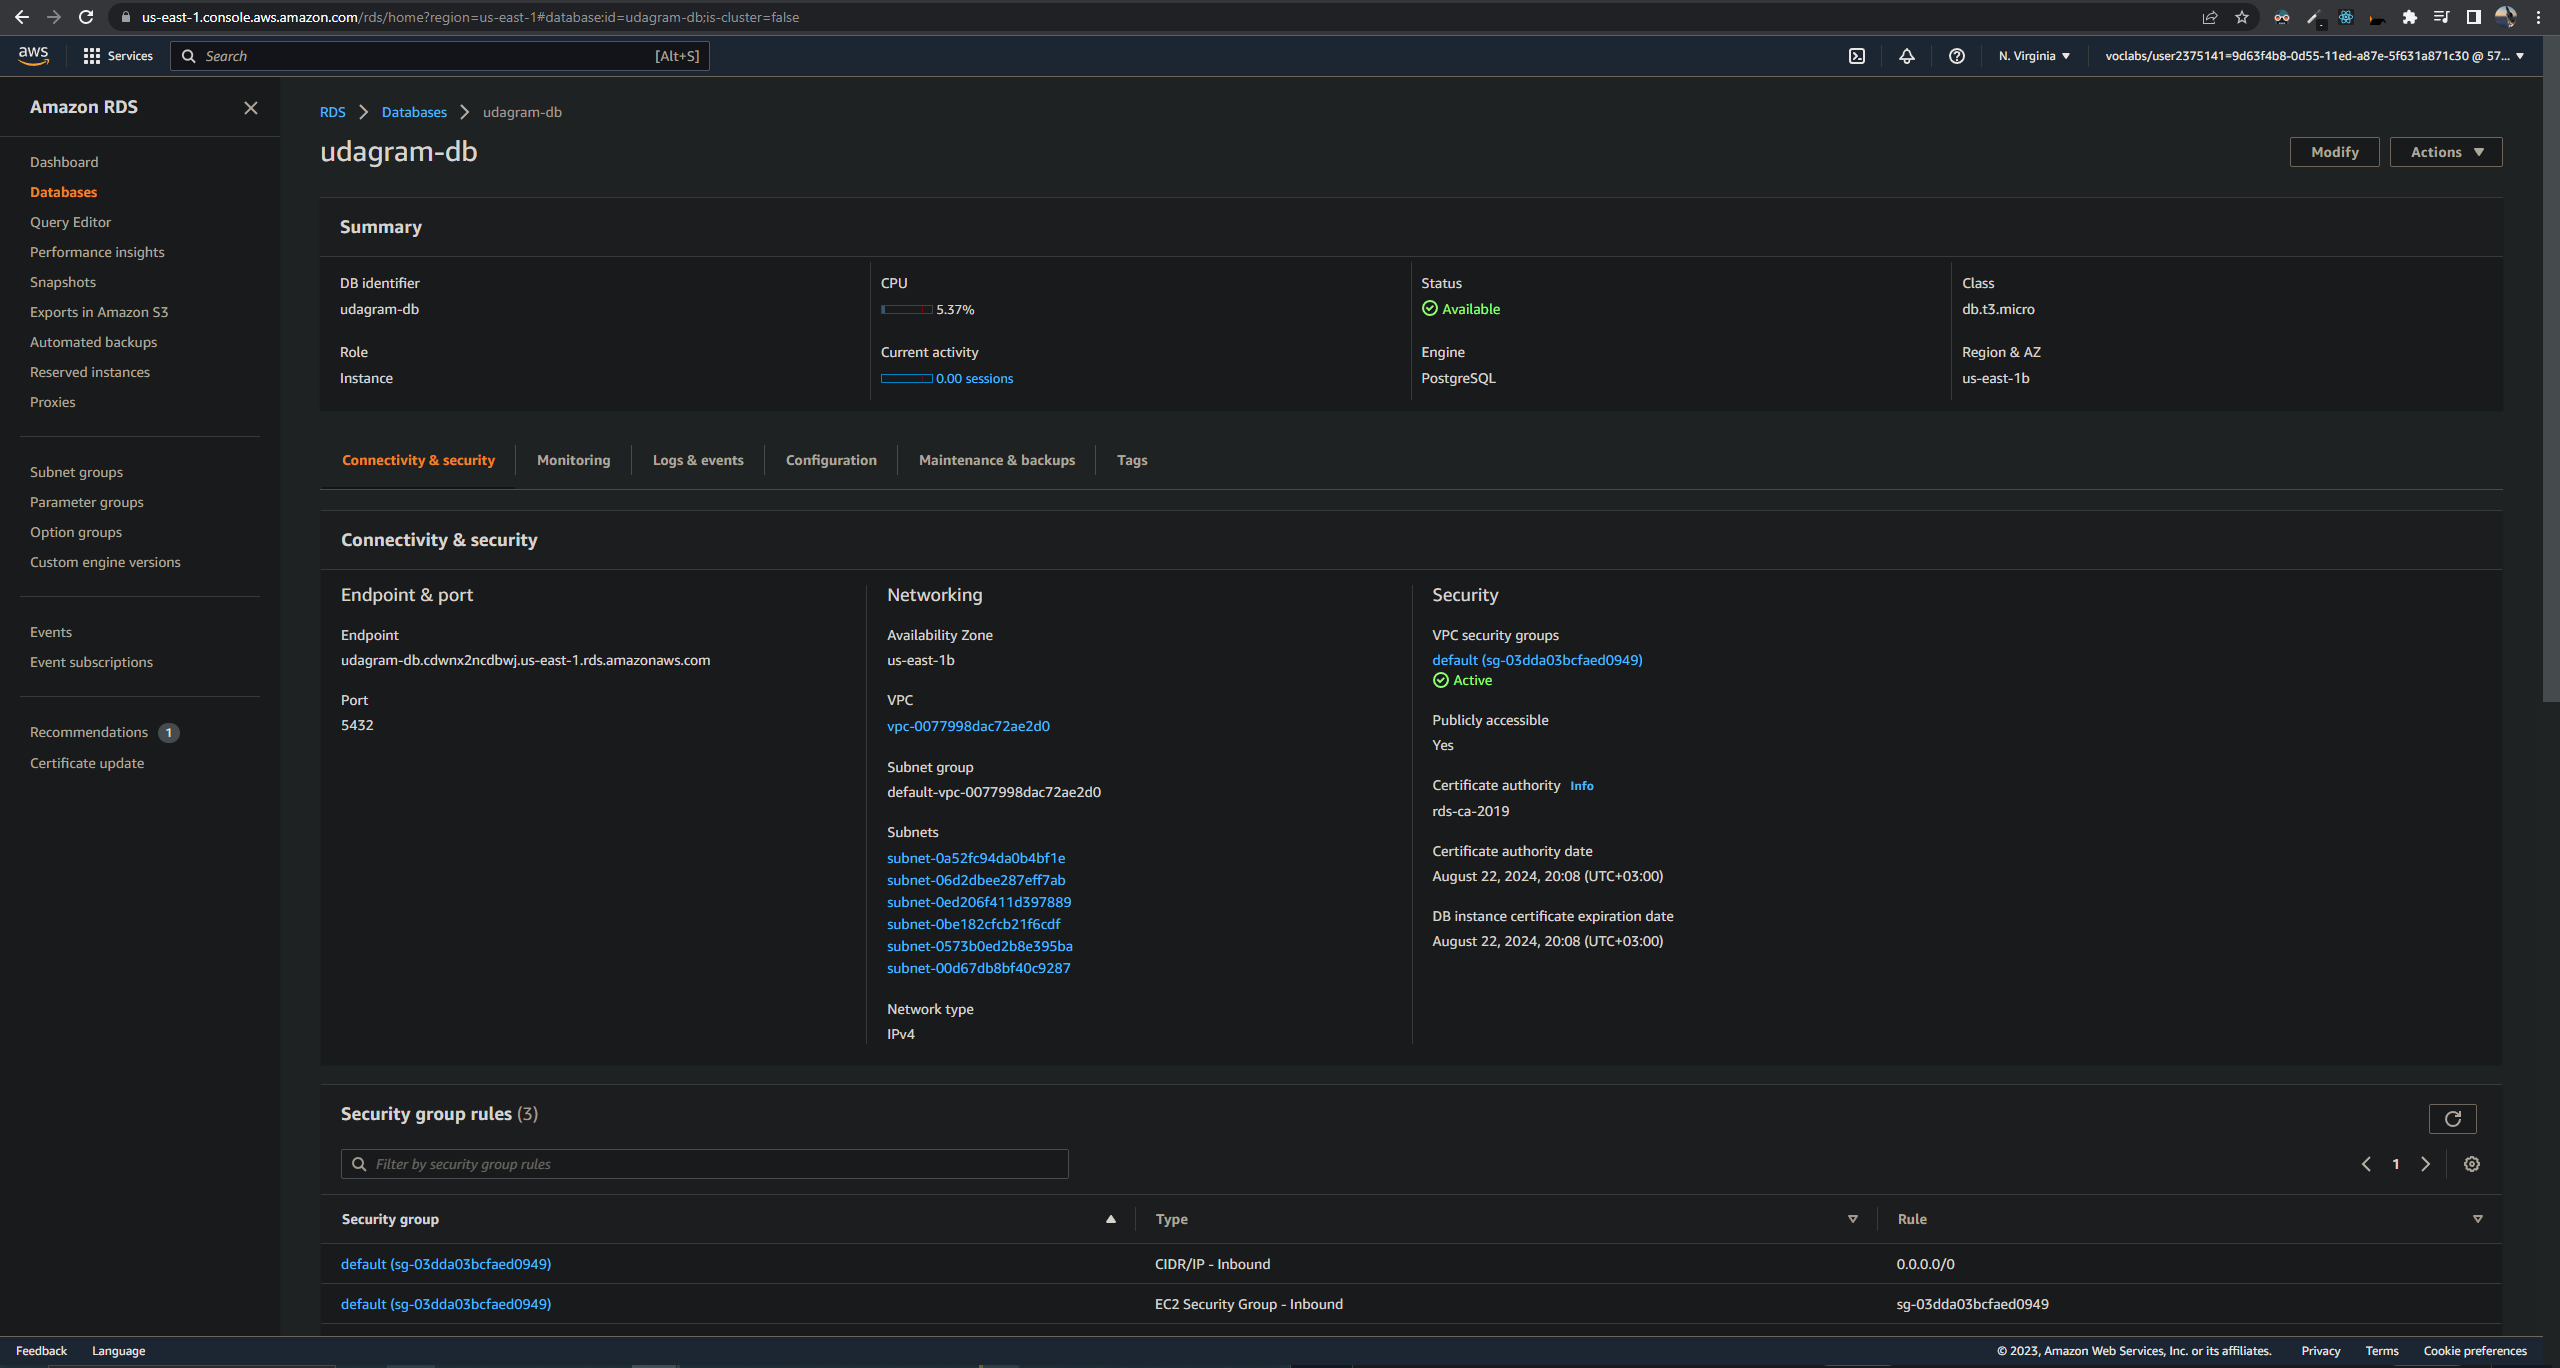 us-east-1.console.aws.amazon.com/rds/home?region=us-east-1#database:id=udagram-db;is-cluster=false
aws
Services
Search
[Alt+S]
N. Virginia
voclabs/user2375141=9d63f4b8-0d55-11ed-a87e-5f631a871c30 @ 57...
Amazon RDS
Dashboard
Databases
Query Editor
Performance insights
Snapshots
Exports in Amazon S3
Automated backups
Reserved instances
Proxies
Subnet groups
Parameter groups
Option groups
Custom engine versions
Events
Event subscriptions
Recommendations 1
Certificate update
RDS > Databases > udagram-db
udagram-db
Modify
Actions
Summary
DB identifier
udagram-db
Role
Instance
CPU
5.37%
Current activity
0.00 sessions
Status
Available
Engine
PostgreSQL
Class
db.t3.micro
Region & AZ
us-east-1b
Connectivity & security
Monitoring
Logs & events
Configuration
Maintenance & backups
Tags
Connectivity & security
Endpoint & port
Endpoint
udagram-db.cdwnx2ncdbwj.us-east-1.rds.amazonaws.com
Port
5432
Networking
Availability Zone
us-east-1b
VPC
vpc-0077998dac72ae2d0
Subnet group
default-vpc-0077998dac72ae2d0
Subnets
subnet-0a52fc94da0b4bf1e
subnet-06d2dbee287eff7ab
subnet-0ed206f411d397889
subnet-0be182cfcb21f6cdf
subnet-0573b0ed2b8e395ba
subnet-00d67db8bf40c9287
Network type
IPv4
Security
VPC security groups
default (sg-03dda03bcfaed0949)
Active
Publicly accessible
Yes
Certificate authority Info
rds-ca-2019
Certificate authority date
August 22, 2024, 20:08 (UTC+03:00)
DB instance certificate expiration date
August 22, 2024, 20:08 (UTC+03:00)
Security group rules (3)
Filter by security group rules
1
Security group
Type
Rule
default (sg-03dda03bcfaed0949)
CIDR/IP - Inbound
0.0.0.0/0
default (sg-03dda03bcfaed0949)
EC2 Security Group - Inbound
sg-03dda03bcfaed0949
Feedback
Language
© 2023, Amazon Web Services, Inc. or its affiliates.
Privacy
Terms
Cookie preferences